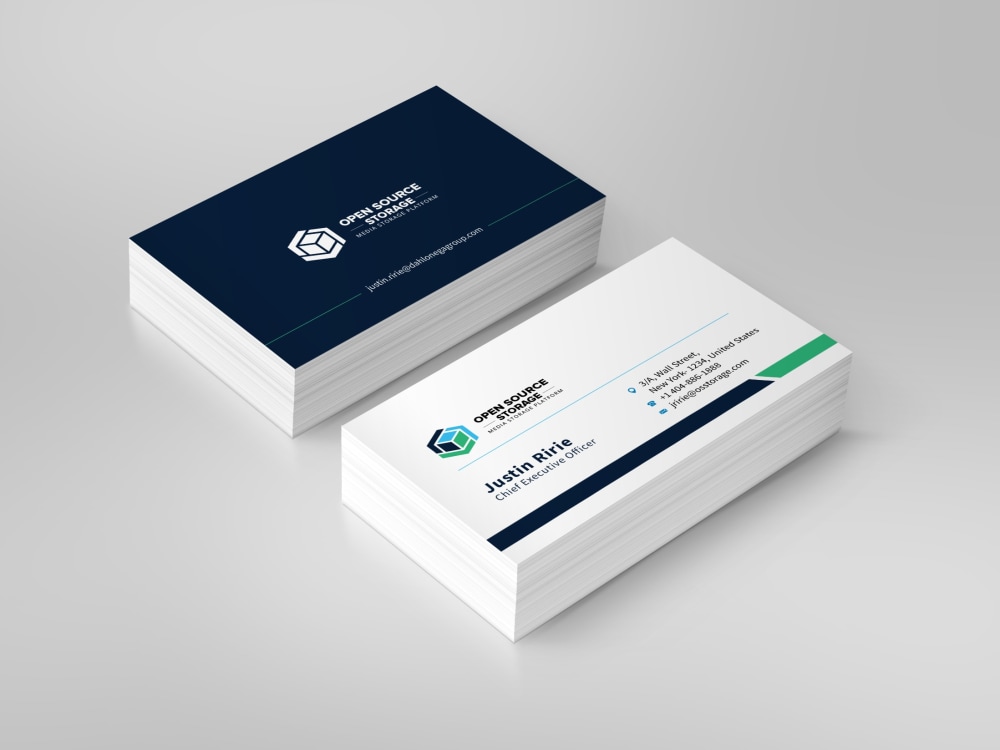 OPEN SOURCE
STORAGE
MEDIA STORAGE PLATFORM
justin.ririe@dahlonegagroup.com
OPEN SOURCE
STORAGE
MEDIA STORAGE PLATFORM
Justin Ririe
Chief Executive Officer
3/A, Wall Street,
New York- 1234, United States
+1 404-886-1888
jririe@osstorage.com